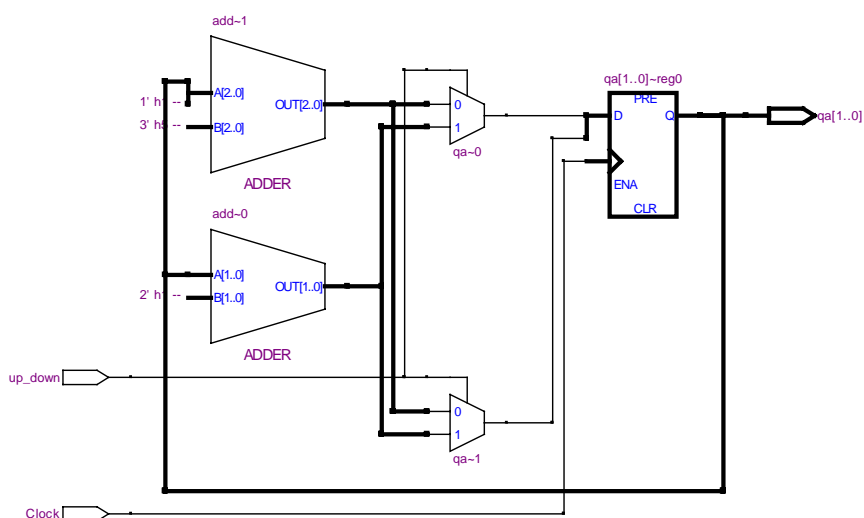 add~1
A[2..0]
1' h1 --
OUT[2..0]
3' h5 --
B[2..0]
ADDER
0
1
qa~0
qa[1..0]~reg0
PRE
D
Q
ENA
CLR
qa[1..0]
add~0
A[1..0]
2' h1 --
B[1..0]
OUT[1..0]
ADDER
up_down
0
1
qa~1
Clock